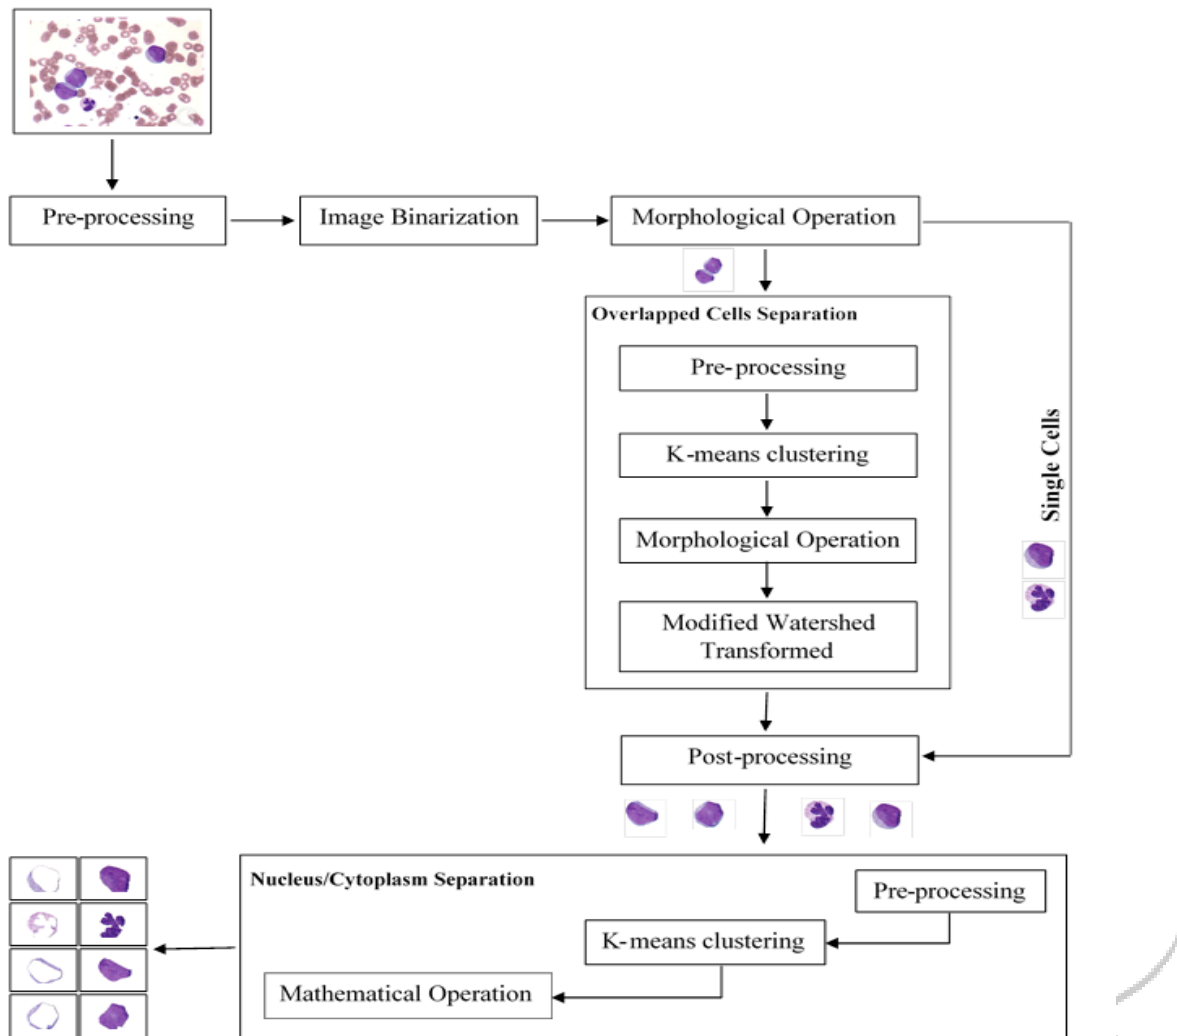 Pre-processing
Image Binarization
Morphological Operation
Overlapped Cells Separation
Pre-processing
K-means clustering
Morphological Operation
Modified Watershed
Transformed
Single Cells
Post-processing
Nucleus/Cytoplasm Separation
Pre-processing
K-means clustering
Mathematical Operation